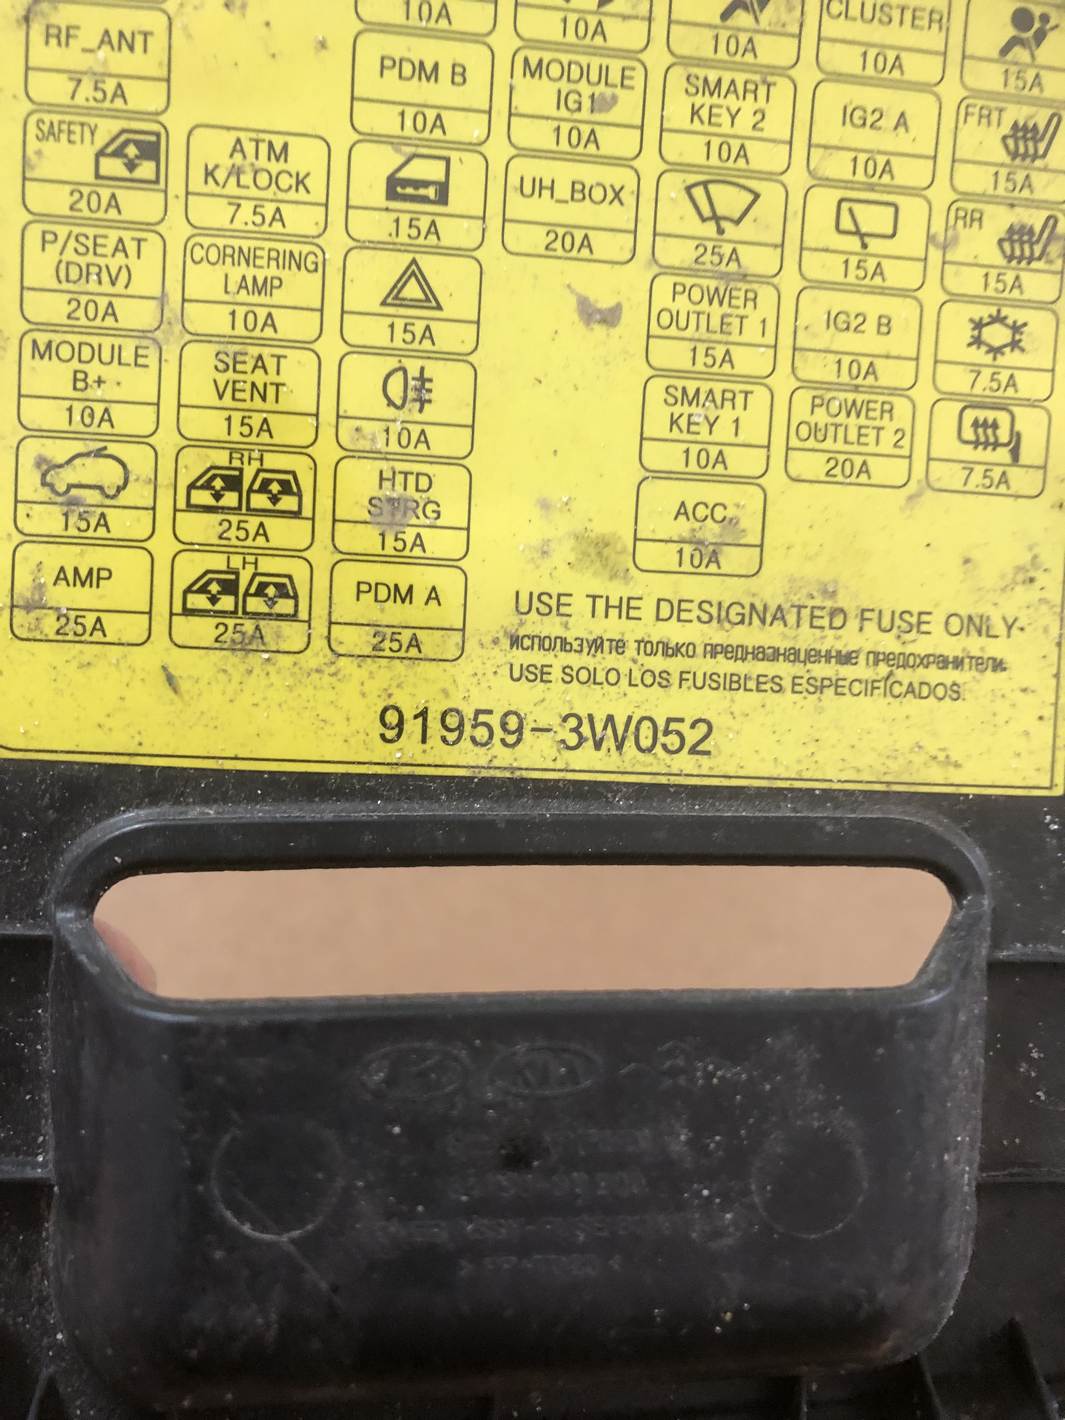 RF_ANT
7.5A
SAFETY
20A
P/SEAT
(DRV)
20A
MODULE
B+
10A
15A
AMP
25A
ATM
K/LOCK
7.5A
CORNERING
LAMP
10A
SEAT
VENT
15A
RH
25A
LH
25A
10A
PDM B
10A
15A
15A
10A
HTD
STRG
15A
PDM A
25A
10A
MODULE
IG1
10A
UH_BOX
20A
10A
SMART
KEY 2
10A
25A
POWER
OUTLET 1
15A
SMART
KEY 1
10A
ACC
10A
CLUSTER
10A
IG2 A
10A
15A
IG2 B
10A
POWER
OUTLET 2
20A
15A
FRT
15A
RR
15A
7.5A
7.5A
USE THE DESIGNATED FUSE ONLY.
используйте только предназнаценные предохранители.
USE SOLO LOS FUSIBLES ESPECIFICADOS.
91959-3W052
KIA